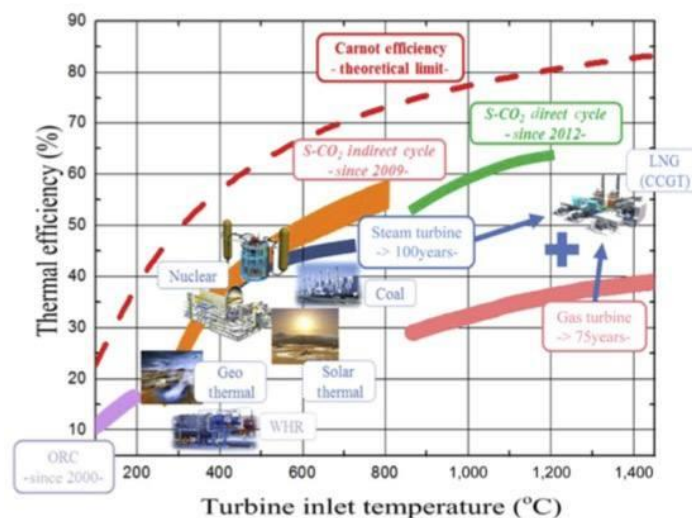 Thermal efficiency (%)
90
80
70
60
50
40
30
20
10
Carnot efficiency
- theoretical limit-
S-CO₂ direct cycle
-since 2012-
S-CO₂ indirect cycle
-since 2009-
LNG
(CCGT)
Steam turbine
-> 100years-
Nuclear
Coal
Gas turbine
-> 75years-
Geo
thermal
Solar
thermal
WHR
ORC
-since 2000-
200
400
600
800
1,000
1,200
1,400
Turbine inlet temperature (°C)